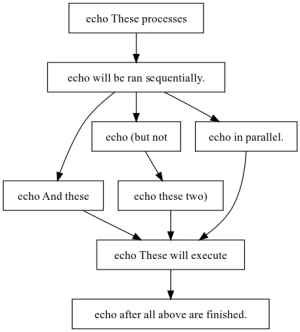 echo These processes
echo will be ran sequentially.
echo (but not
echo in parallel.
echo And these
echo these two)
echo These will execute
echo after all above are finished.